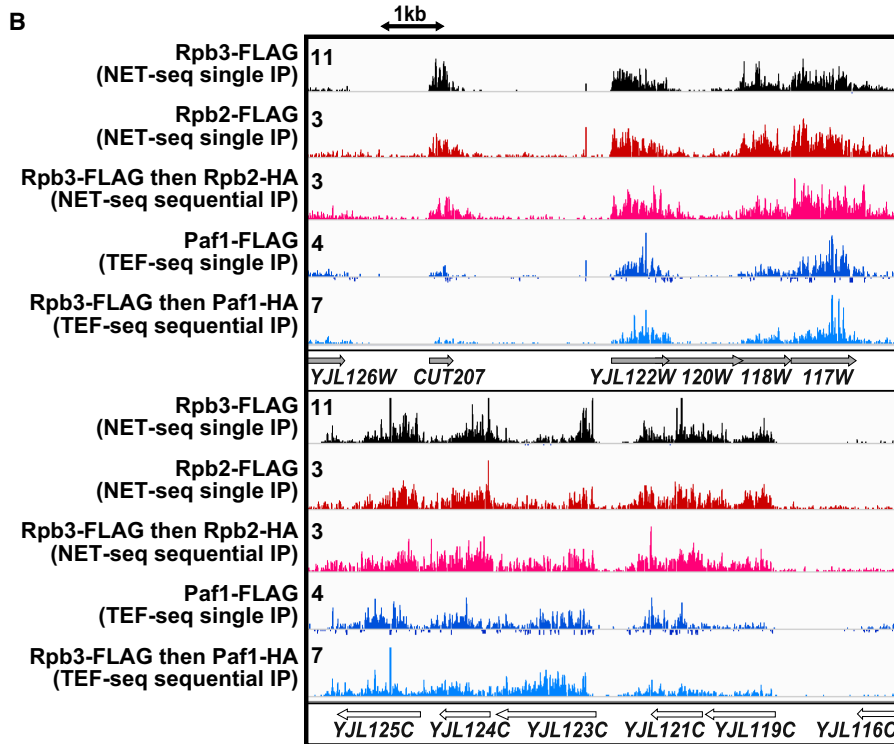 B
1kb
Rpb3-FLAG 11
(NET-seq single IP)
Rpb2-FLAG 3
(NET-seq single IP)
Rpb3-FLAG then Rpb2-HA 3
(NET-seq sequential IP)
Paf1-FLAG 4
(TEF-seq single IP)
Rpb3-FLAG then Paf1-HA 7
(TEF-seq sequential IP)
YJL126W CUT207 YJL122W 120W 118W 117W
Rpb3-FLAG 11
(NET-seq single IP)
Rpb2-FLAG 3
(NET-seq single IP)
Rpb3-FLAG then Rpb2-HA 3
(NET-seq sequential IP)
Paf1-FLAG 4
(TEF-seq single IP)
Rpb3-FLAG then Paf1-HA 7
(TEF-seq sequential IP)
YJL125C YJL124C YJL123C YJL121C YJL119C YJL116C